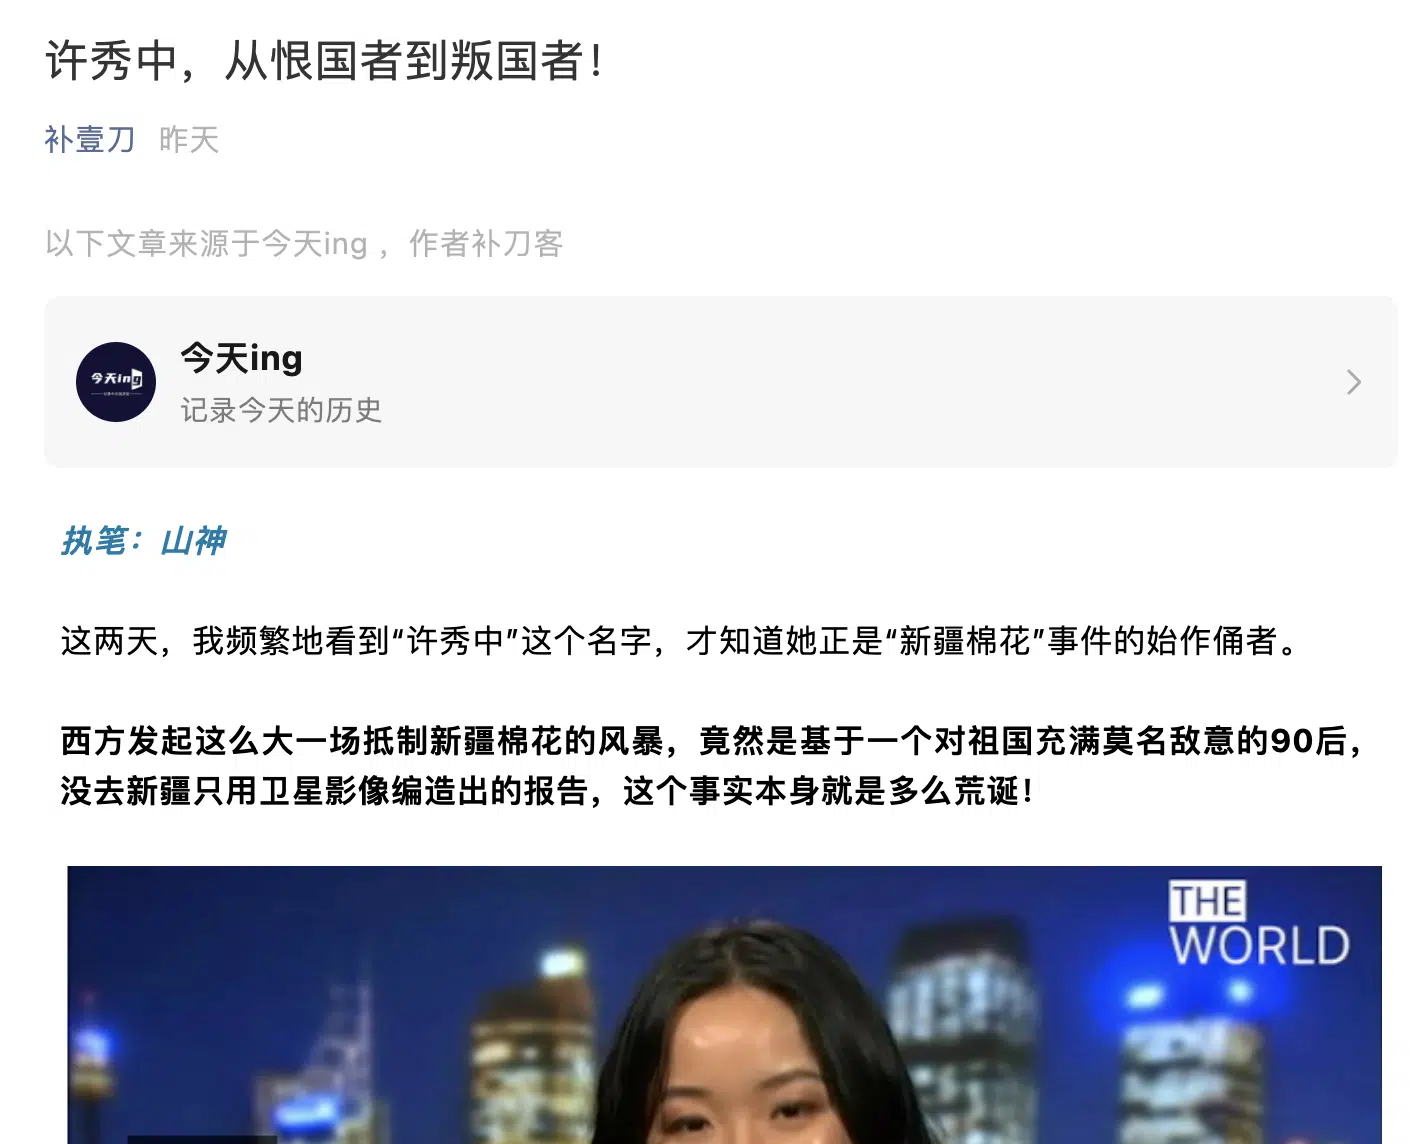 许秀中，从恨国者到叛国者！
补壹刀 昨天
以下文章来源于今天ing ，作者补刀客
今天ing
今天ing
记录今天的历史
执笔：山神
这两天，我频繁地看到“许秀中”这个名字，才知道她正是“新疆棉花”事件的始作俑者。
西方发起这么大一场抵制新疆棉花的风暴，竟然是基于一个对祖国充满莫名敌意的90后，
没去新疆只用卫星影像编造出的报告，这个事实本身就是多么荒诞！
THE
WORLD